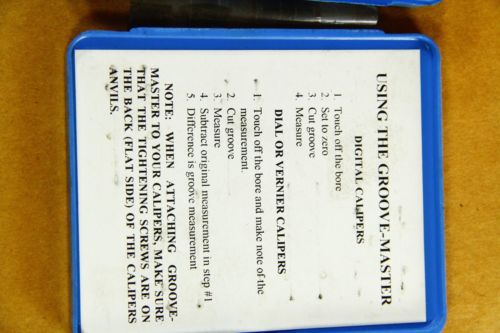 USING THE GROOVE-MASTER
DIGITAL CALIPERS
1. Touch off the bore
2. Set to zero
3. Cut groove
4. Measure
DIAL OR VERNIER CALIPERS
1. Touch off the bore and make note of the
measurement.
2. Cut groove
3. Measure
4. Subtract original measurement in step #1
5. Difference is groove measurement
NOTE: WHEN ATTACHING GROOVE-
MASTER TO YOUR CALIPERS, MAKE SURE
THAT THE TIGHTENING SCREWS ARE ON
THE BACK (FLAT SIDE) OF THE CALIPERS
ANVILS.